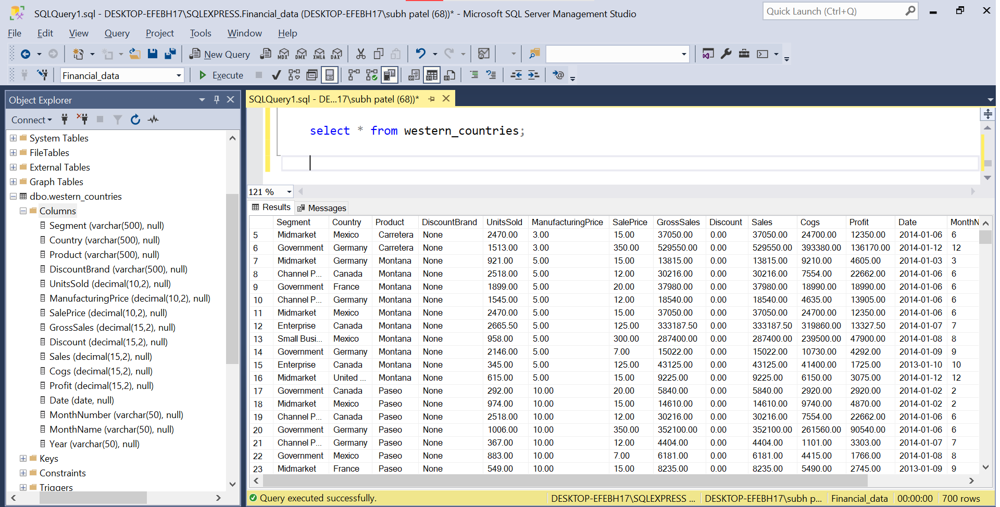 SQLQuery1.sql - DESKTOP-EFEBH17\SQLEXPRESS.Financial_data (DESKTOP-EFEBH17\subh patel (68))* - Microsoft SQL Server Management Studio
Quick Launch (Ctrl+Q)
File Edit View Query Project Tools Window Help
New Query MDX DMX XMLA DAX
Financial_data Execute
Object Explorer
Connect
System Tables
FileTables
External Tables
Graph Tables
dbo.western_countries
Columns
Segment (varchar(500), null)
Country (varchar(500), null)
Product (varchar(500), null)
DiscountBrand (varchar(500), null)
UnitsSold (decimal(10,2), null)
ManufacturingPrice (decimal(10,2), null)
SalePrice (decimal(10,2), null)
GrossSales (decimal(15,2), null)
Discount (decimal(15,2), null)
Sales (decimal(15,2), null)
Cogs (decimal(15,2), null)
Profit (decimal(15,2), null)
Date (date, null)
MonthNumber (varchar(50), null)
MonthName (varchar(50), null)
Year (varchar(50), null)
Keys
Constraints
Triggers
SQLQuery1.sql - DE...17\subh patel (68))*
select * from western_countries;
121 %
Results Messages
Segment Country Product DiscountBrand UnitsSold ManufacturingPrice SalePrice GrossSales Discount Sales Cogs Profit Date MonthN
5 Midmarket Mexico Carretera None 2470.00 3.00 15.00 37050.00 0.00 37050.00 24700.00 12350.00 2014-01-06 6
6 Government Germany Carretera None 1513.00 3.00 350.00 529550.00 0.00 529550.00 393380.00 136170.00 2014-01-12 12
7 Midmarket Germany Montana None 921.00 5.00 15.00 13815.00 0.00 13815.00 9210.00 4605.00 2014-01-03 3
8 Channel P... Canada Montana None 2518.00 5.00 12.00 30216.00 0.00 30216.00 7554.00 22662.00 2014-01-06 6
9 Government France Montana None 1899.00 5.00 20.00 37980.00 0.00 37980.00 18990.00 18990.00 2014-01-06 6
10 Channel P... Germany Montana None 1545.00 5.00 12.00 18540.00 0.00 18540.00 4635.00 13905.00 2014-01-06 6
11 Midmarket Mexico Montana None 2470.00 5.00 15.00 37050.00 0.00 37050.00 24700.00 12350.00 2014-01-06 6
12 Enterprise Canada Montana None 2665.50 5.00 125.00 333187.50 0.00 333187.50 319860.00 13327.50 2014-01-07 7
13 Small Busi... Mexico Montana None 958.00 5.00 300.00 287400.00 0.00 287400.00 239500.00 47900.00 2014-01-08 8
14 Government Germany Montana None 2146.00 5.00 7.00 15022.00 0.00 15022.00 10730.00 4292.00 2014-01-09 9
15 Enterprise Canada Montana None 345.00 5.00 125.00 43125.00 0.00 43125.00 41400.00 1725.00 2013-01-10 10
16 Midmarket United ... Montana None 615.00 5.00 15.00 9225.00 0.00 9225.00 6150.00 3075.00 2014-01-12 12
17 Government Canada Paseo None 292.00 10.00 20.00 5840.00 0.00 5840.00 2920.00 2920.00 2014-01-02 2
18 Midmarket Mexico Paseo None 974.00 10.00 15.00 14610.00 0.00 14610.00 9740.00 4870.00 2014-01-02 2
19 Channel P... Canada Paseo None 2518.00 10.00 12.00 30216.00 0.00 30216.00 7554.00 22662.00 2014-01-06 6
20 Government Germany Paseo None 1006.00 10.00 350.00 352100.00 0.00 352100.00 261560.00 90540.00 2014-01-06 6
21 Channel P... Germany Paseo None 367.00 10.00 12.00 4404.00 0.00 4404.00 1101.00 3303.00 2014-01-07 7
22 Government Mexico Paseo None 883.00 10.00 7.00 6181.00 0.00 6181.00 4415.00 1766.00 2014-01-08 8
23 Midmarket France Paseo None 549.00 10.00 15.00 8235.00 0.00 8235.00 5490.00 2745.00 2013-01-09 9
Query executed successfully. DESKTOP-EFEBH17\SQLEXPRESS ... DESKTOP-EFEBH17\subh p... Financial_data 00:00:00 700 rows